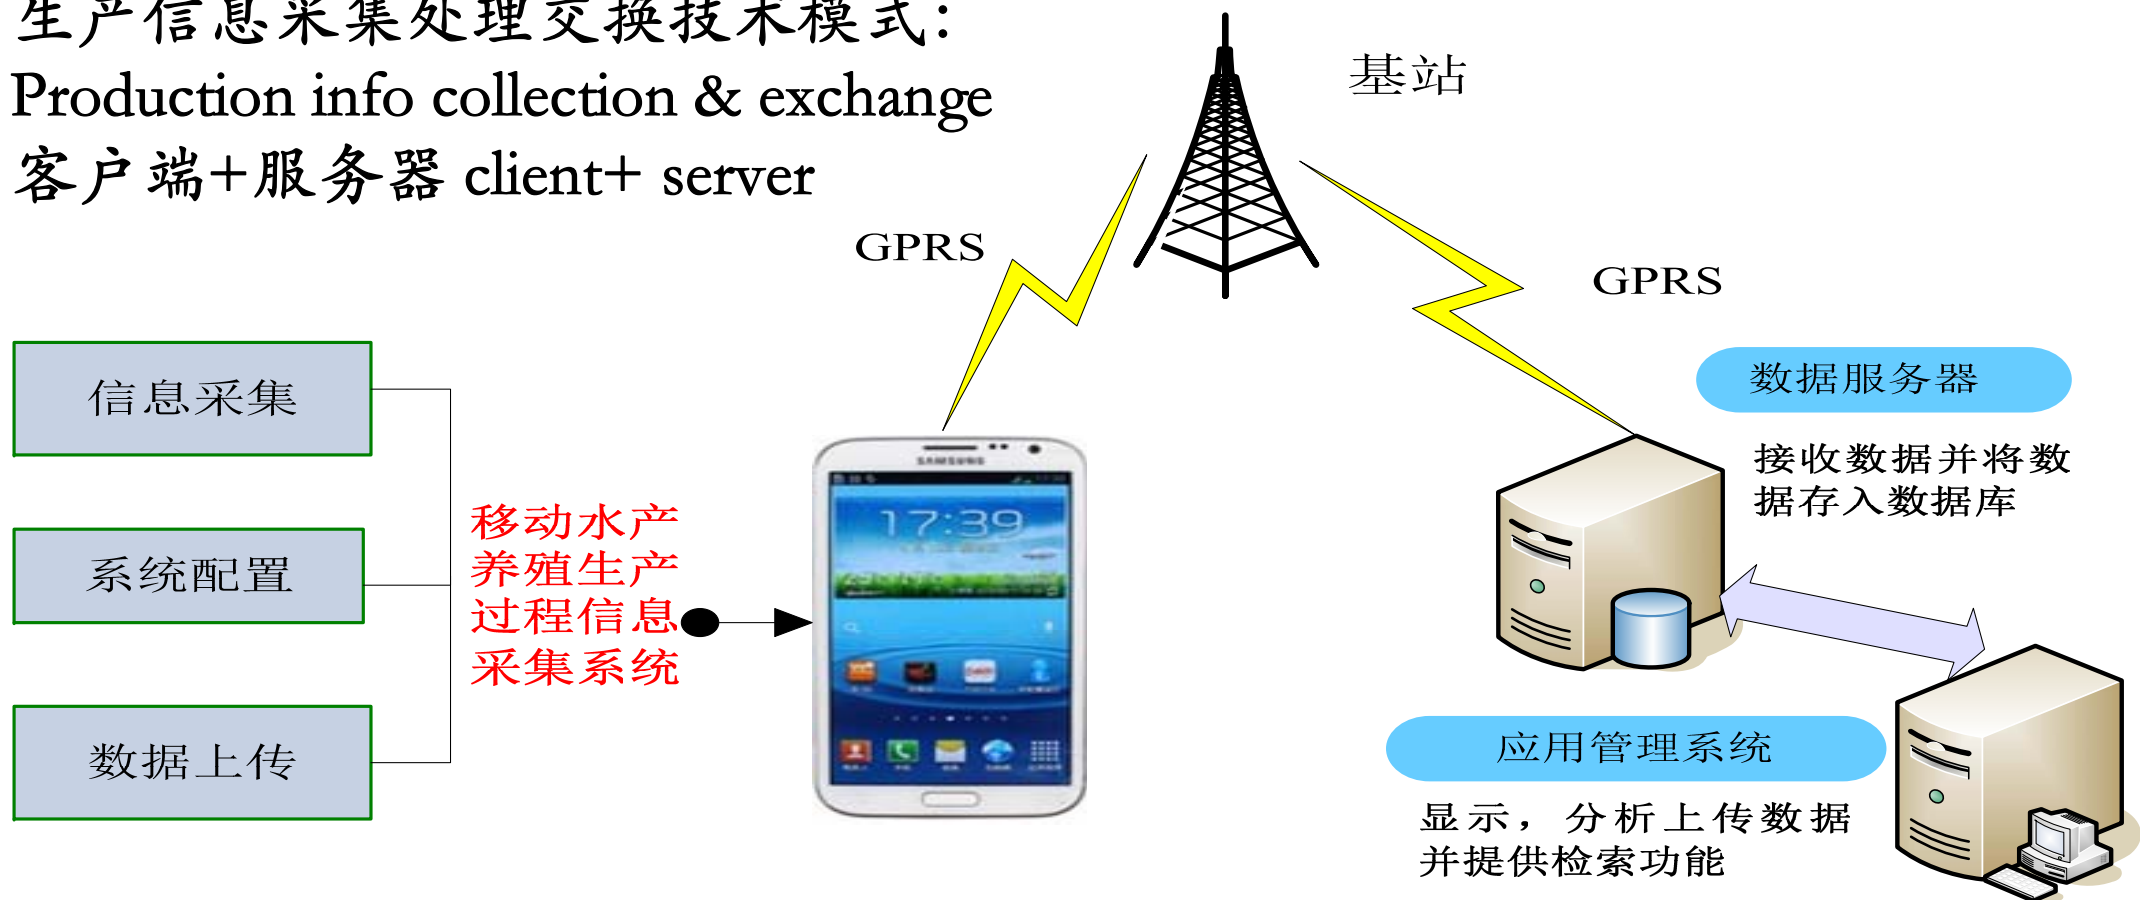 生产信息采集处理交换技术模式:
Production info collection & exchange
客户端+服务器 client+ server
基站
GPRS
GPRS
信息采集
系统配置
数据上传
移动水产
养殖生产
过程信息
采集系统
SAMSUNG
17:39
数据服务器
接收数据并将数
据存入数据库
应用管理系统
显示，分析上传数据
并提供检索功能